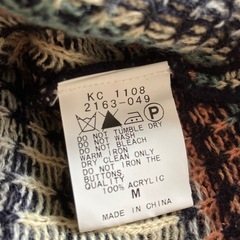 KC 1108
2163-049
DO NOT TUMBLE DRY
DO NOT WASH
DO NOT BLEACH
WARM IRON
DRY CLEAN ONLY
DO NOT IRON THE
BUTTONS.
QUALITY
100% ACRYLIC
M
MADE IN CHINA